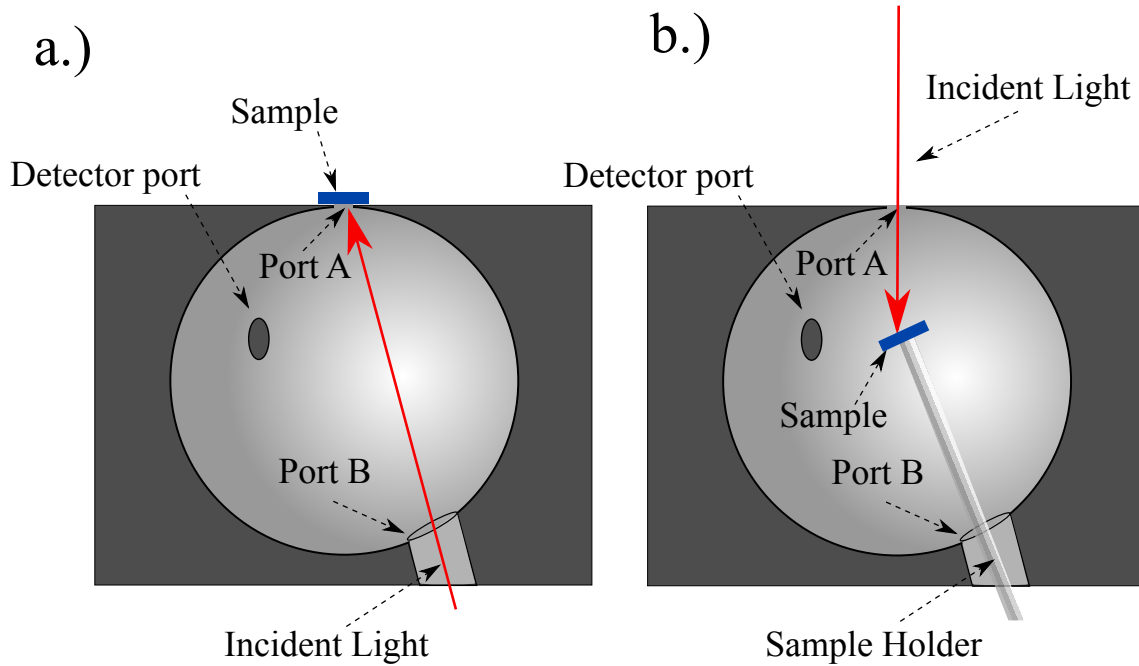 a.)
Sample
Detector port
Port A
Port B
Incident Light
b.)
Incident Light
Detector port
Port A
Sample
Port B
Sample Holder